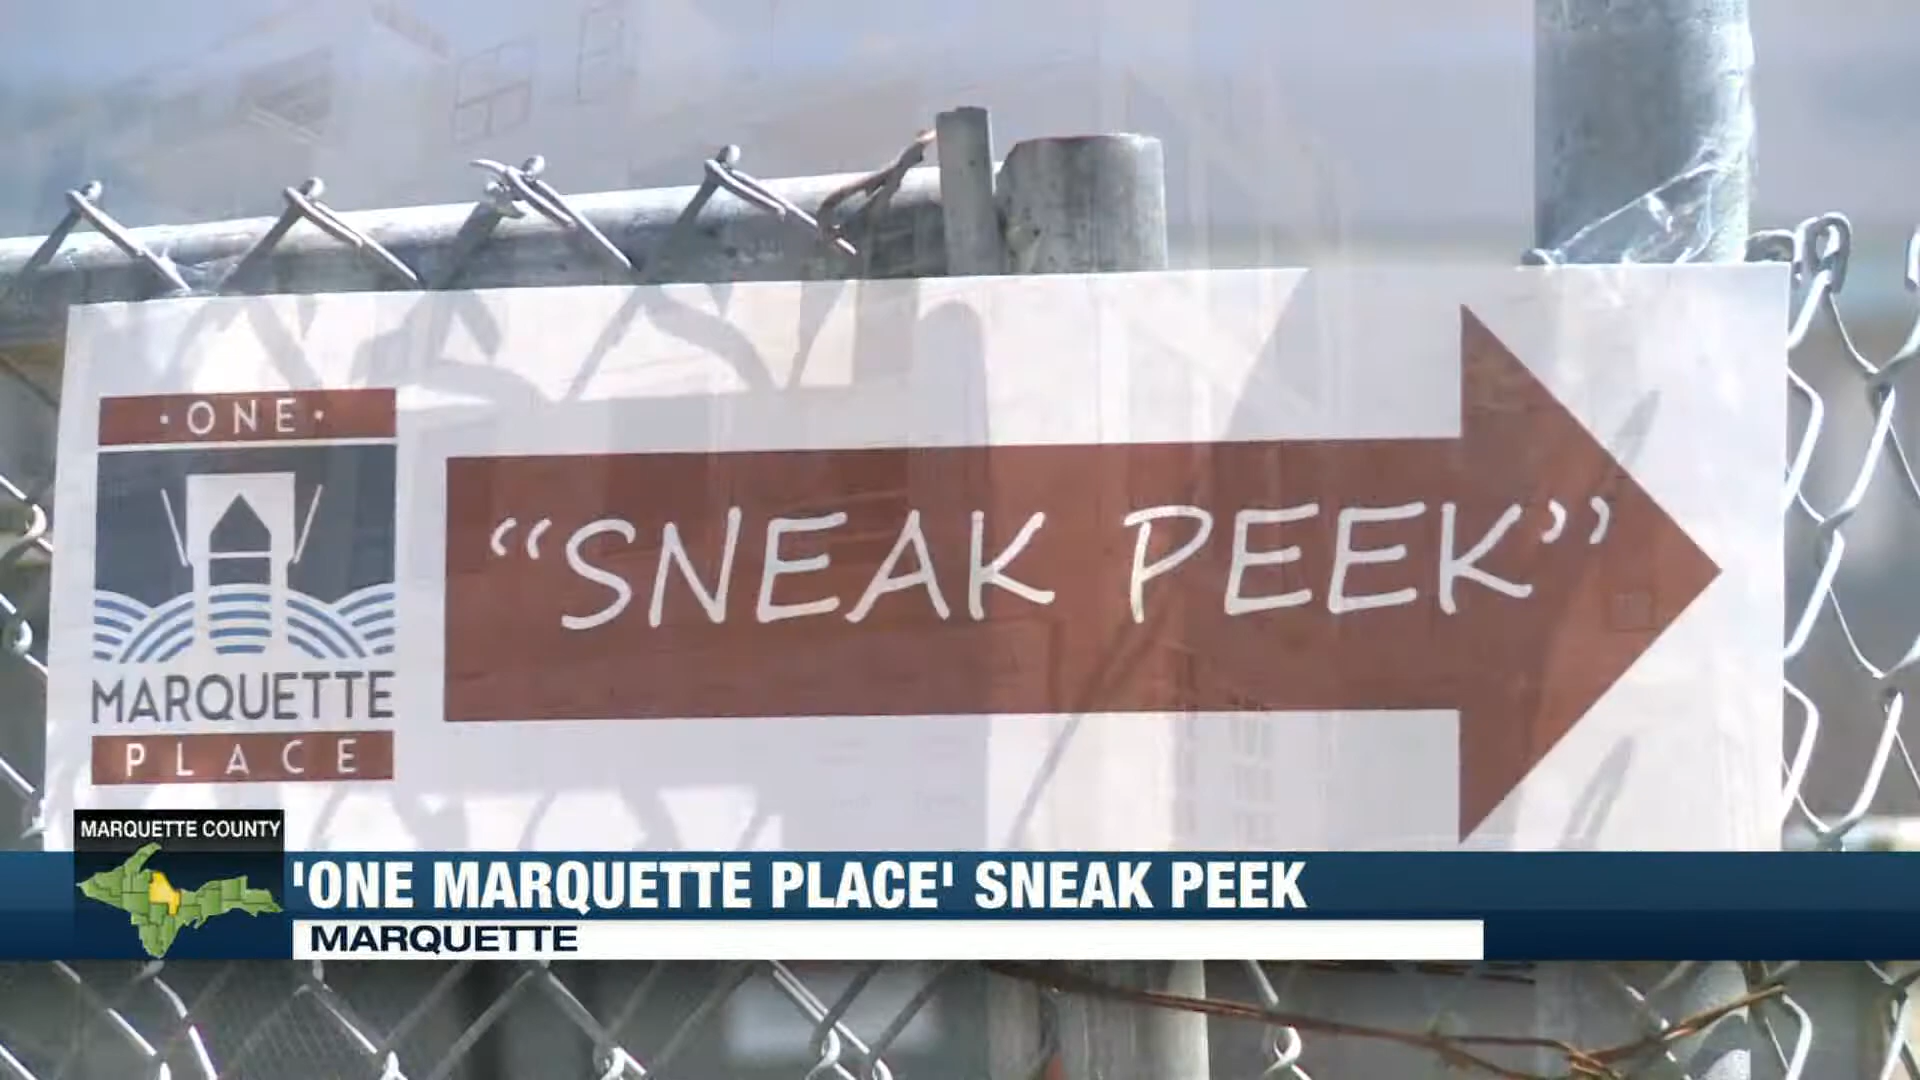 ·ONE·
MARQUETTE
PLACE
“SNEAK PEEK”
MARQUETTE COUNTY
'ONE MARQUETTE PLACE' SNEAK PEEK
MARQUETTE